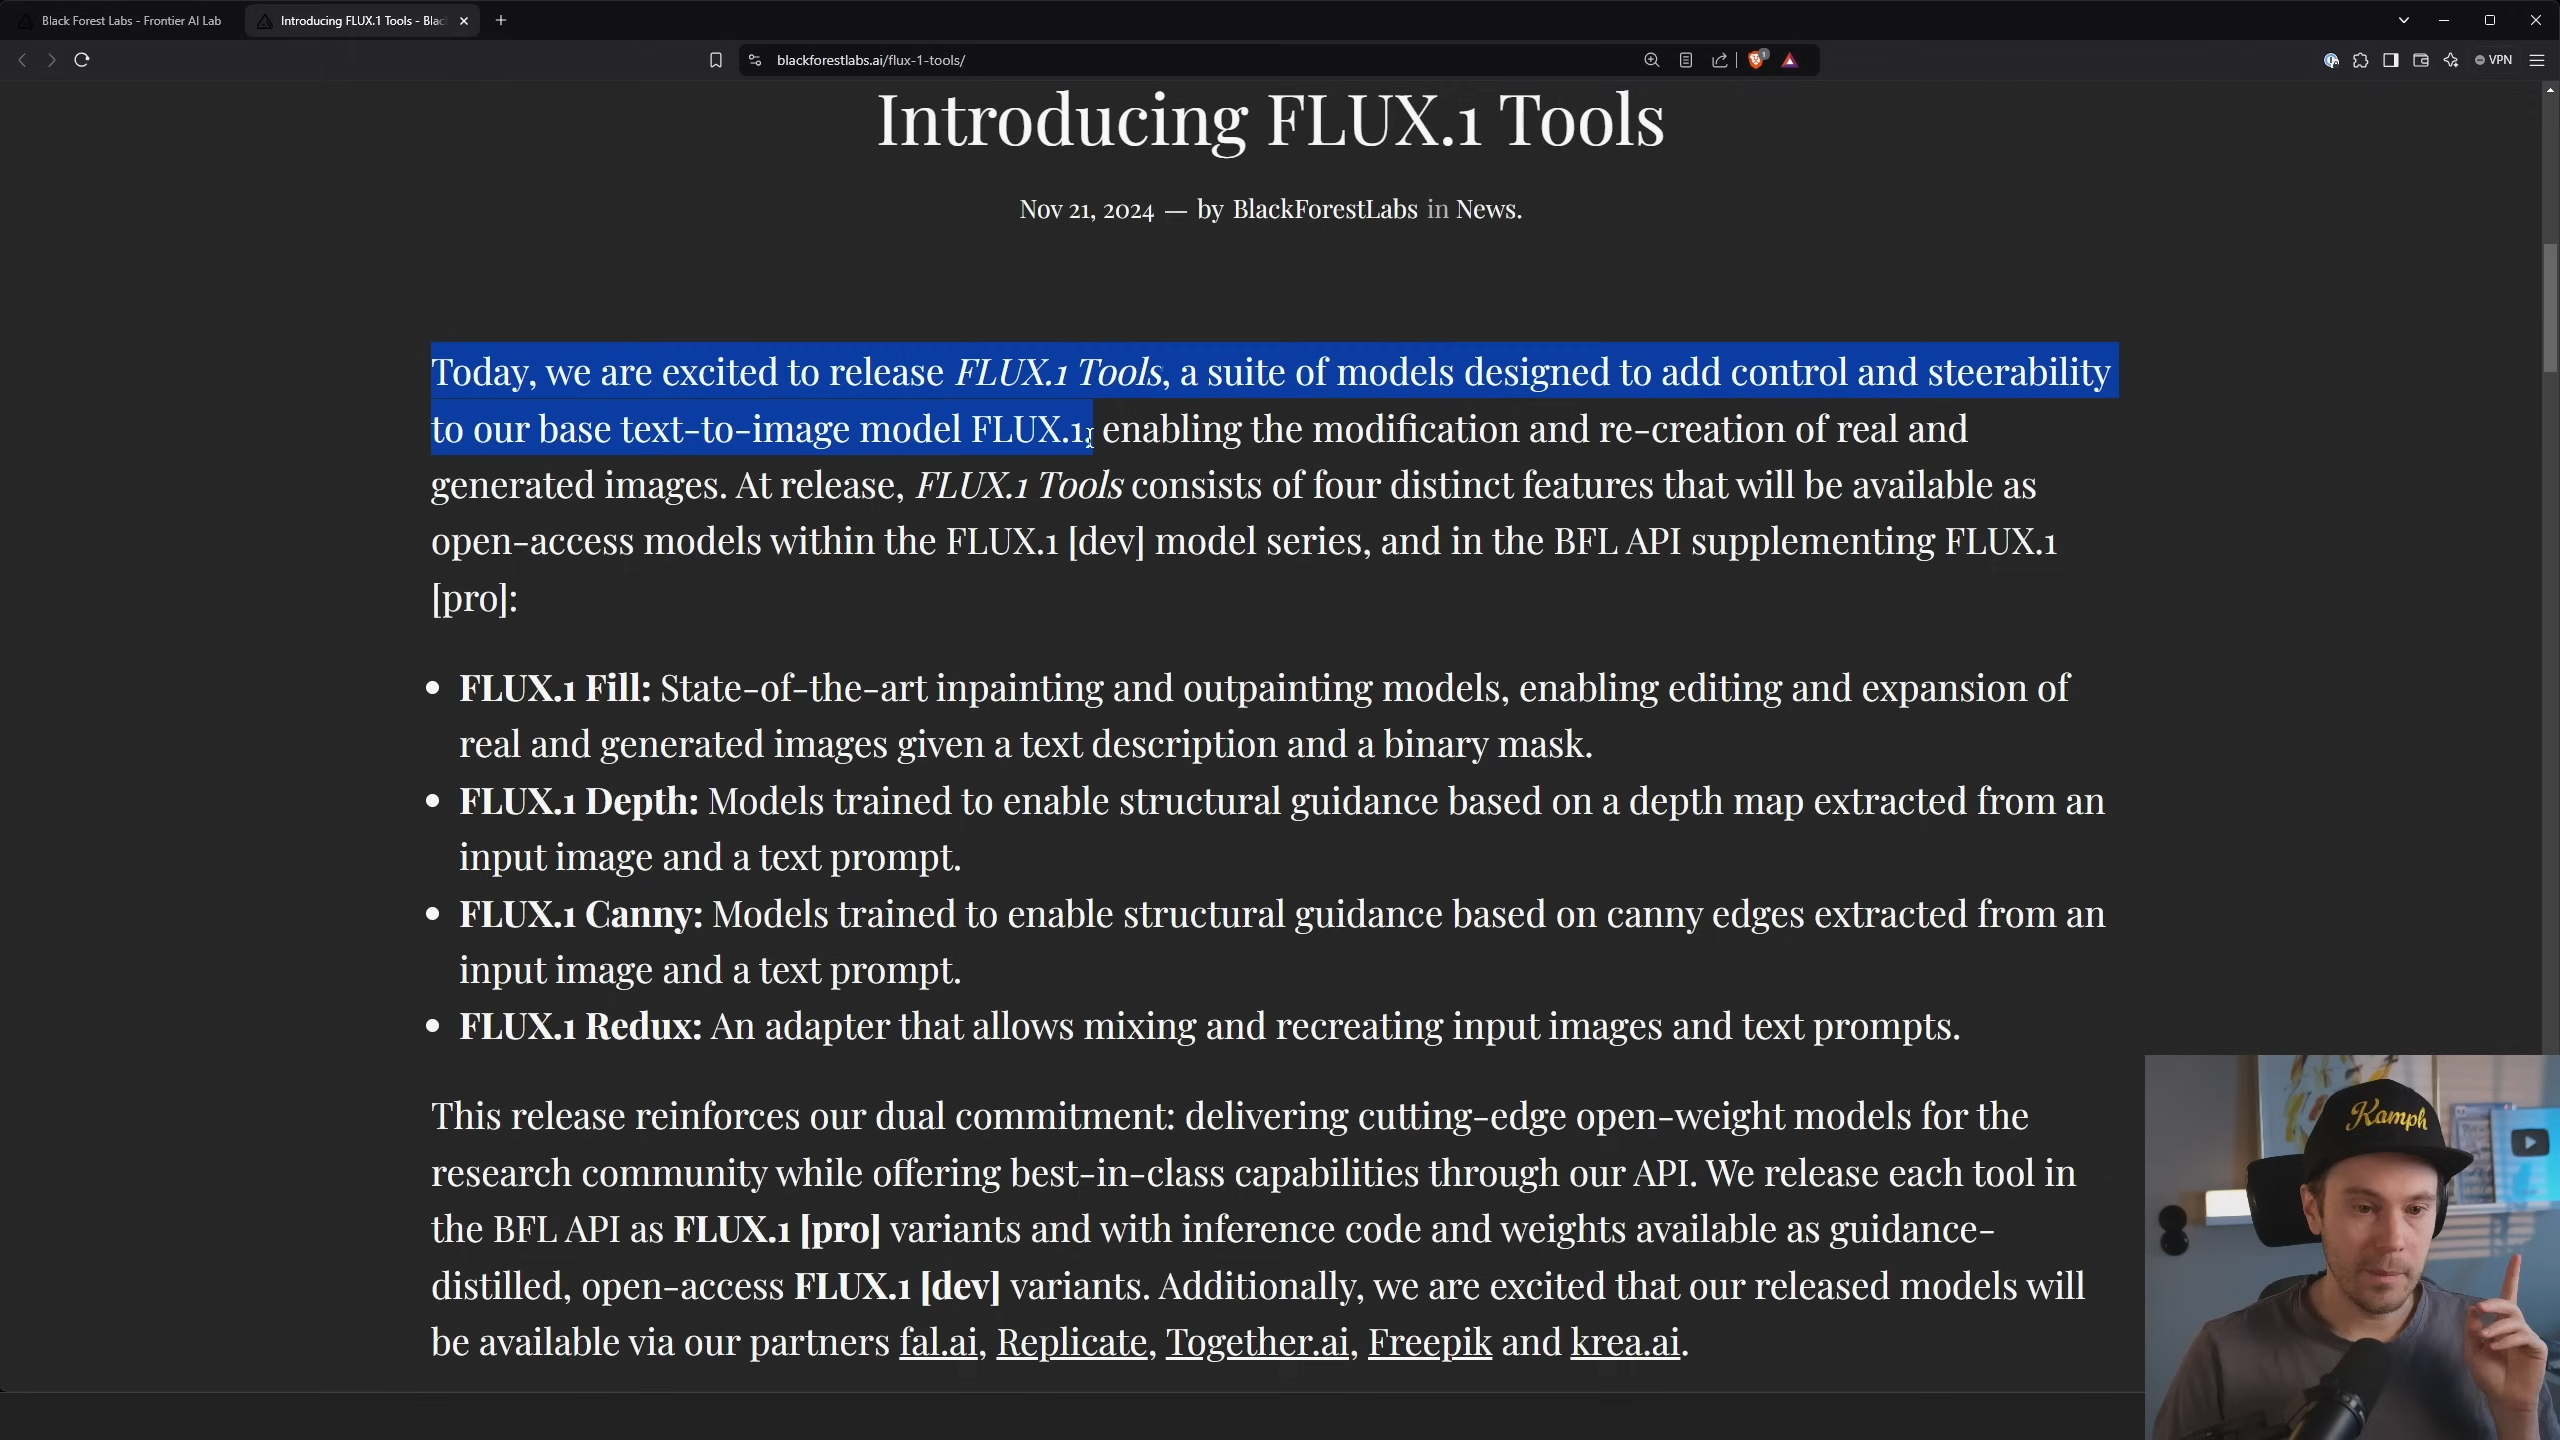 Black Forest Labs - Frontier AI Lab
Introducing FLUX.1 Tools - Blac
blackforestlabs.ai/flux-1-tools/
1
VPN
Introducing FLUX.1 Tools
Nov 21, 2024 — by BlackForestLabs in News.
Today, we are excited to release FLUX.1 Tools, a suite of models designed to add control and steerability
to our base text-to-image model FLUX.1, enabling the modification and re-creation of real and
generated images. At release, FLUX.1 Tools consists of four distinct features that will be available as
open-access models within the FLUX.1 [dev] model series, and in the BFL API supplementing FLUX.1
[pro]:
• FLUX.1 Fill: State-of-the-art inpainting and outpainting models, enabling editing and expansion of
real and generated images given a text description and a binary mask.
• FLUX.1 Depth: Models trained to enable structural guidance based on a depth map extracted from an
input image and a text prompt.
• FLUX.1 Canny: Models trained to enable structural guidance based on canny edges extracted from an
input image and a text prompt.
• FLUX.1 Redux: An adapter that allows mixing and recreating input images and text prompts.
This release reinforces our dual commitment: delivering cutting-edge open-weight models for the
research community while offering best-in-class capabilities through our API. We release each tool in
the BFL API as FLUX.1 [pro] variants and with inference code and weights available as guidance-
distilled, open-access FLUX.1 [dev] variants. Additionally, we are excited that our released models will
be available via our partners fal.ai, Replicate, Together.ai, Freepik and krea.ai.
Kamph